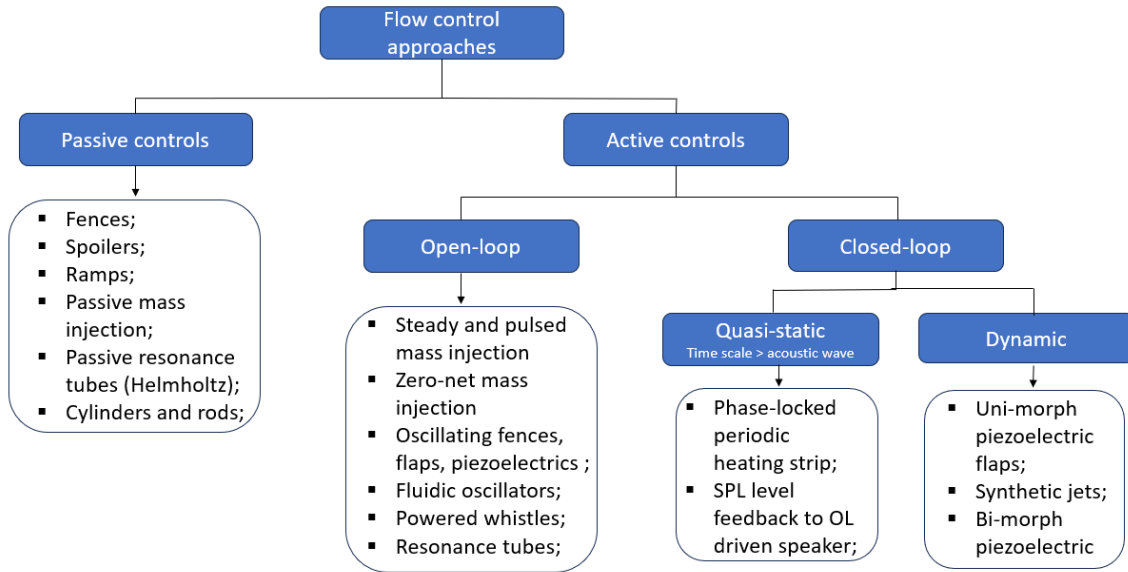 Flow control
approaches
Passive controls
Active controls
▪ Fences;
▪ Spoilers;
▪ Ramps;
▪ Passive mass
injection;
▪ Passive resonance
tubes (Helmholtz);
▪ Cylinders and rods;
Open-loop
Closed-loop
▪ Steady and pulsed
mass injection
▪ Zero-net mass
injection
▪ Oscillating fences,
flaps, piezoelectrics ;
▪ Fluidic oscillators;
▪ Powered whistles;
▪ Resonance tubes;
Quasi-static
Time scale > acoustic wave
Dynamic
▪ Phase-locked
periodic
heating strip;
▪ SPL level
feedback to OL
driven speaker;
▪ Uni-morph
piezoelectric
flaps;
▪ Synthetic jets;
▪ Bi-morph
piezoelectric